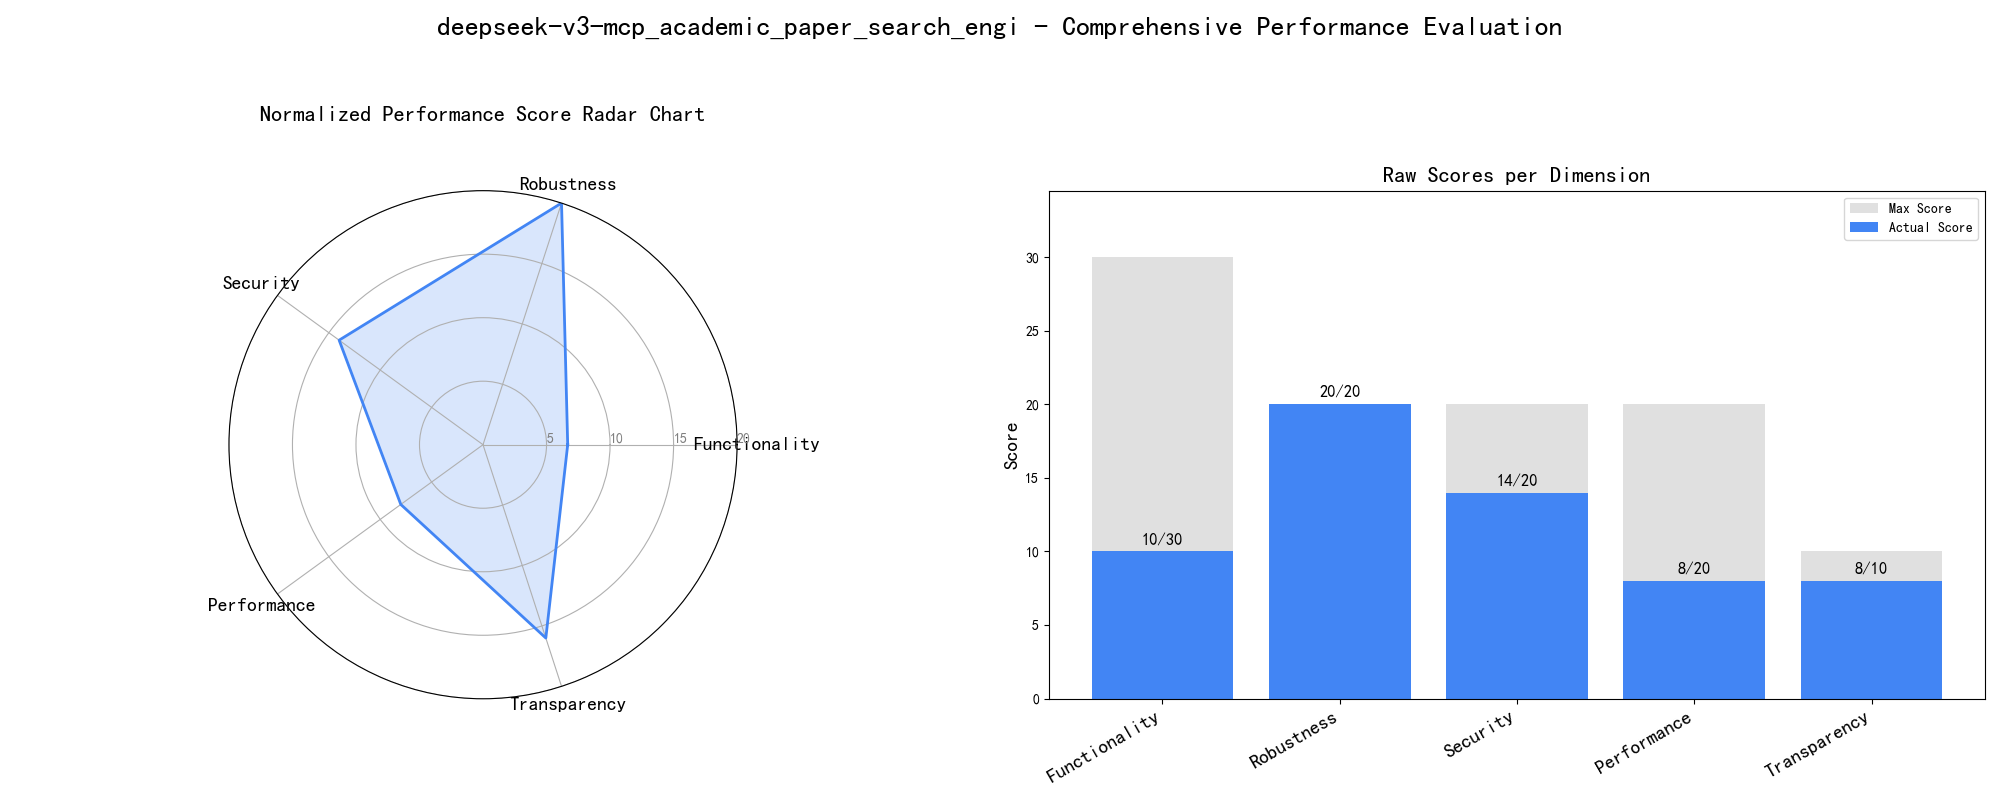 deepseek-v3-mcp_academic_paper_search_engi - Comprehensive Performance Evaluation
Normalized Performance Score Radar Chart
Robustness
Security
Functionality
Performance
Transparency
5
10
15
20
Raw Scores per Dimension
Max Score
Actual Score
Score
30
25
20
15
10
5
0
10/30
20/20
14/20
8/20
8/10
Functionality
Robustness
Security
Performance
Transparency